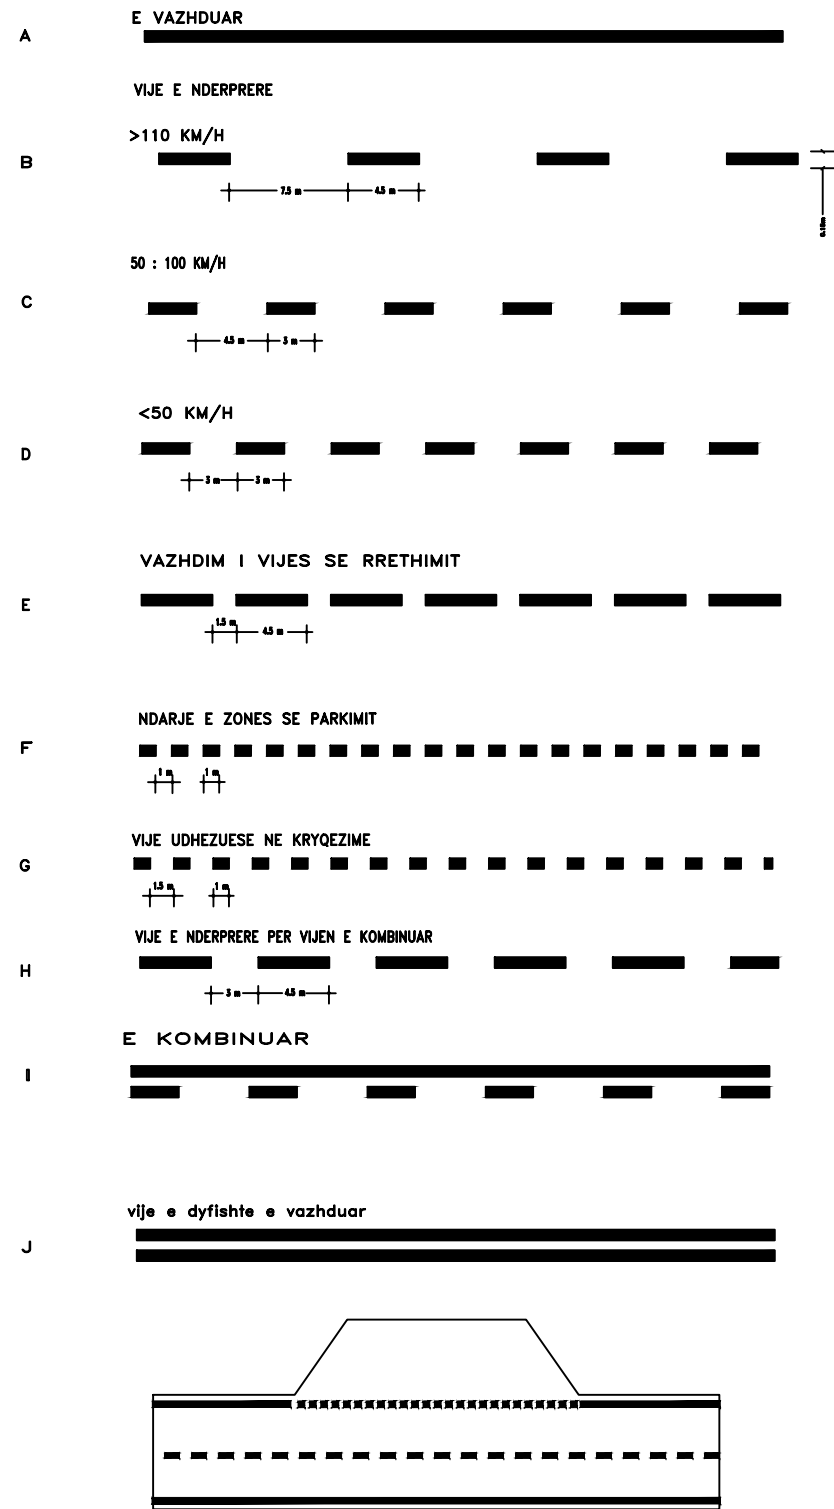 E VAZHDUAR
A
VIJE E NDERPRERE
>110 KM/H
B
7.5 m
4.5 m
50 : 100 KM/H
C
4.5 m
3 m
<50 KM/H
D
3 m
3 m
VAZHDIM I VIJES SE RRETHIMIT
E
1.5 m
4.5 m
NDARJE E ZONES SE PARKIMIT
F
1 m
1 m
VIJE UDHEZUESE NE KRYQEZIME
G
1.5 m
1 m
VIJE E NDERPRERE PER VIJEN E KOMBINUAR
H
3 m
4.5 m
E KOMBINUAR
I
vije e dyfishte e vazhduar
J